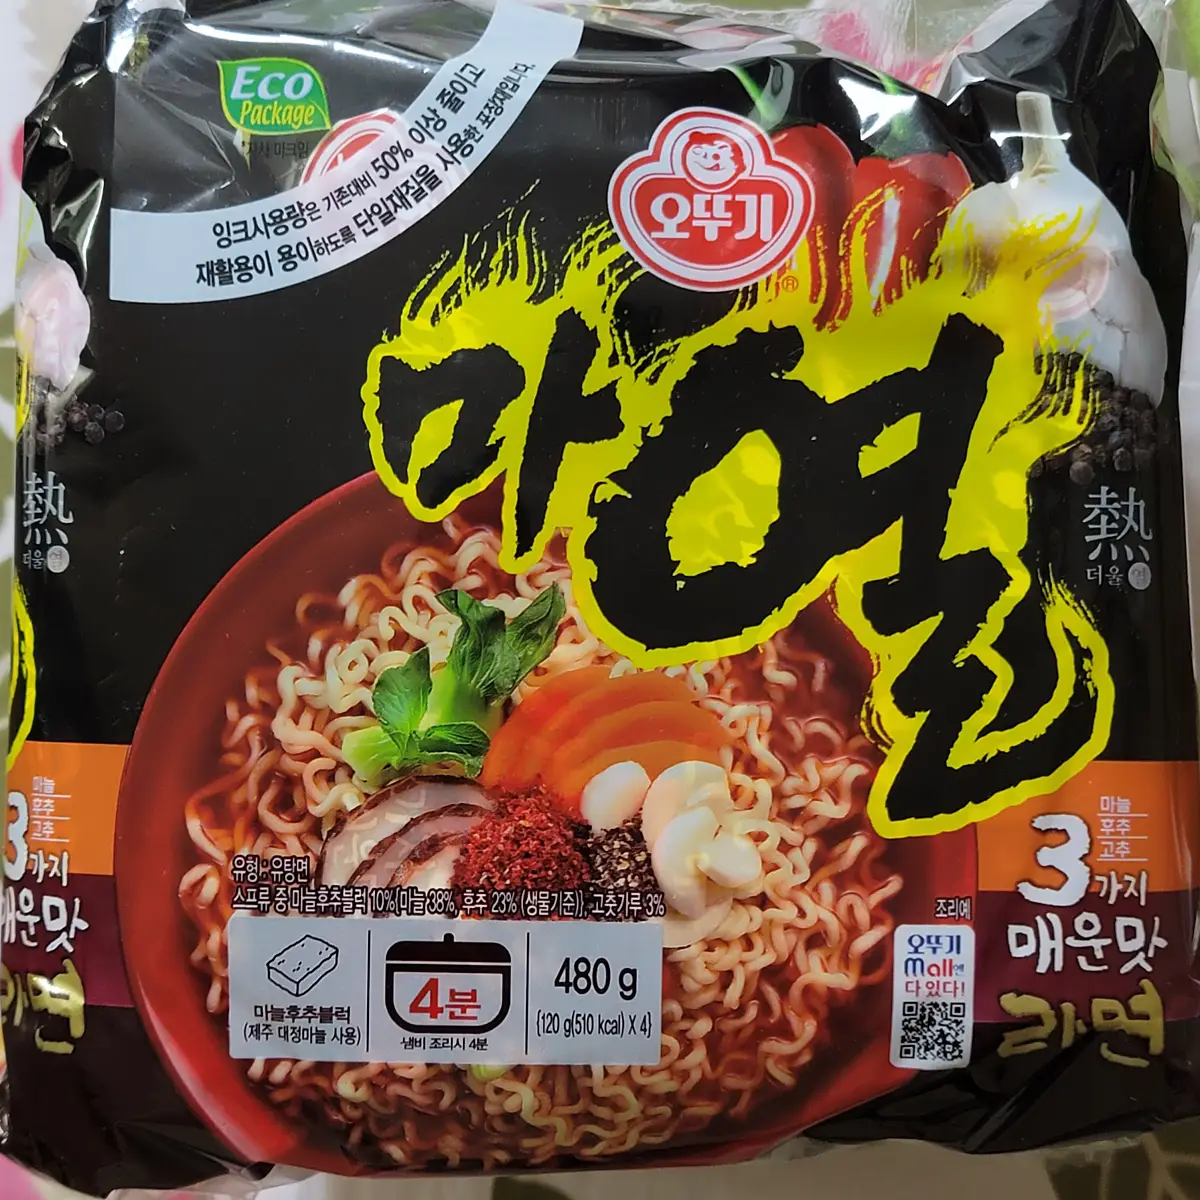 Eco
Package
자사 마크임
잉크사용량은 기존대비 50% 이상 줄이고
재활용이 용이하도록 단일재질을 사용한 포장재입니다.
오뚜기
마열
熱
더울 열
熱
더울 열
마늘
후추
고추
3가지
매운맛
라면
마늘
후추
고추
3가지
매운맛
라면
유형 : 유탕면
스프류 중 마늘후추블럭 10%{마늘 38%, 후추 23% (생물기준)}, 고춧가루 3%
조리예
마늘후추블럭
(제주 대정마늘 사용)
4분
냄비 조리시 4분
480 g
{120 g(510 kcal) X 4}
오뚜기
mall엔
다 있다!